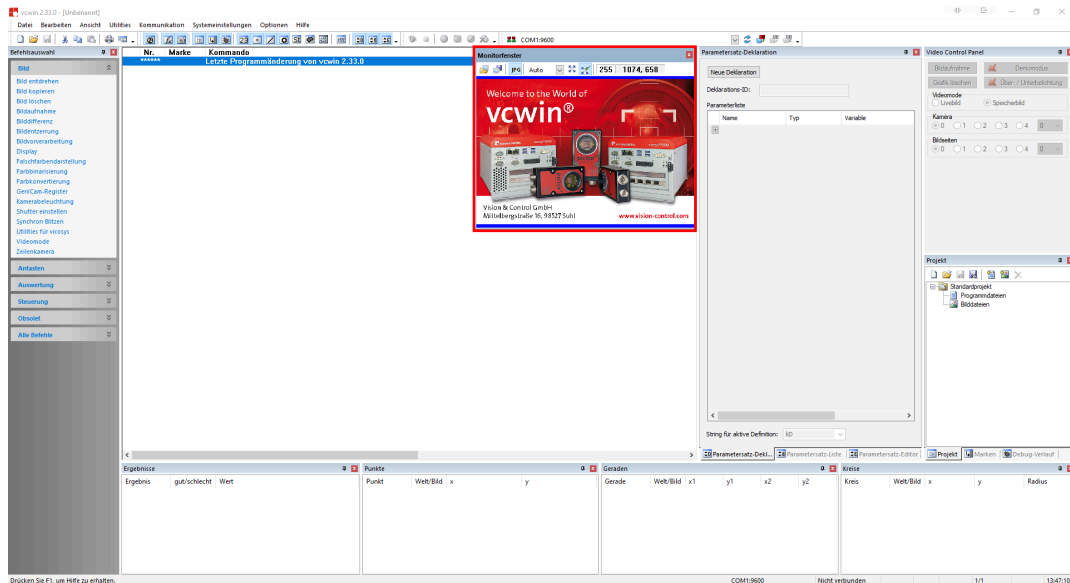 vcwin 2.33.0 - [Unbenannt]
Datei Bearbeiten Ansicht Utilities Kommunikation Systemeinstellungen Optionen Hilfe
COM1:9600
Befehlsauswahl
Bild
Bild entdrehen
Bild kopieren
Bild löschen
Bildaufnahme
Bilddifferenz
Bildentzerrung
Bildvorverarbeitung
Display
Falschfarbendarstellung
Farbbinarisierung
Farbkonvertierung
GenICam-Register
Kamerabeleuchtung
Shutter einstellen
Synchron Blitzen
Utilities für vicosys
Videomode
Zeilenkamera
Antasten
Auswertung
Steuerung
Obsolet
Alle Befehle
Nr. Marke Kommando
****** Letzte Programmänderung von vcwin 2.33.0
Monitorfenster
JPG Auto 255 1074, 658
Welcome to the World of
vcwin®
Vision & Control GmbH
Mittelbergstraße 16, 98527 Suhl
www.vision-control.com
Parametersatz-Deklaration
Neue Deklaration
Deklarations-ID:
Parameterliste
Name Typ Variable
String für aktive Definition: kD
Parametersatz-Dekl... Parametersatz-Liste Parametersatz-Editor
Video Control Panel
Bildaufnahme Demomodus
Grafik löschen Über- / Unterbelichtung
Videomode
Livebild Speicherbild
Kamera
0 1 2 3 4 0
Bildseiten
0 1 2 3 4 0
Projekt
Standardprojekt
Programmdateien
Bilddateien
Projekt Marken Debug-Verlauf
Ergebnisse
Ergebnis gut/schlecht Wert
Punkte
Punkt Welt/Bild x y
Geraden
Gerade Welt/Bild x1 y1 x2 y2
Kreise
Kreis Welt/Bild x y Radius
Drücken Sie F1, um Hilfe zu erhalten.
COM1:9600 Nicht verbunden 1/1 13:47:10